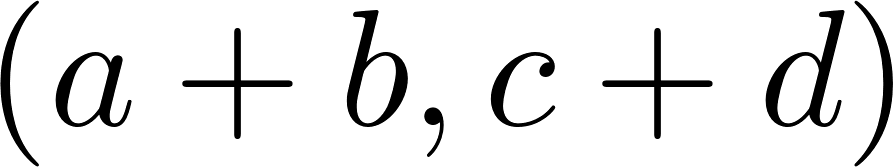 (a + b, c + d)